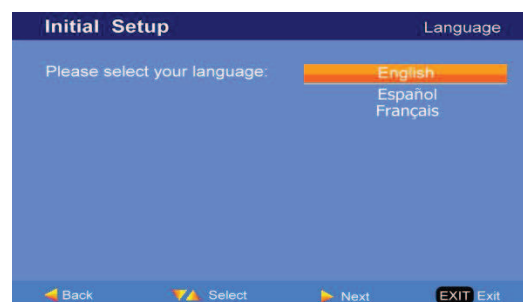 Initial Setup Language
Please select your language: English
Español
Français
Back Select Next EXIT Exit